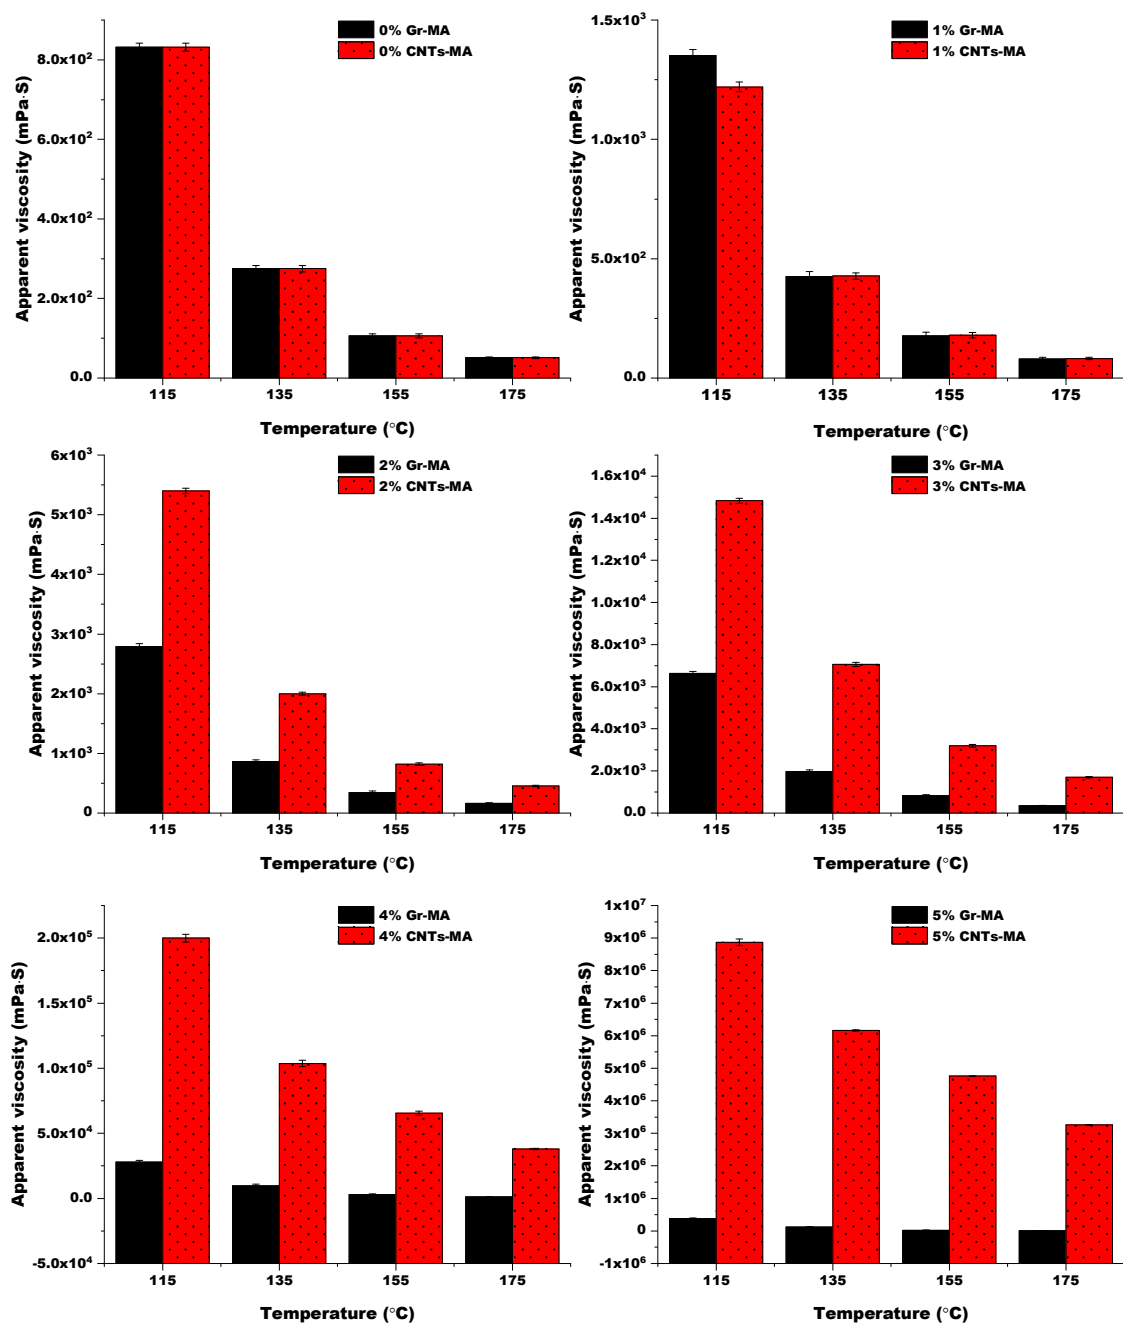 0% Gr-MA
0% CNTs-MA
8.0x10²
6.0x10²
4.0x10²
2.0x10²
0.0
Apparent viscosity (mPa·S)
115 135 155 175
Temperature (°C)
1% Gr-MA
1% CNTs-MA
1.5x10³
1.0x10³
5.0x10²
0.0
Apparent viscosity (mPa·S)
115 135 155 175
Temperature (°C)
2% Gr-MA
2% CNTs-MA
6x10³
5x10³
4x10³
3x10³
2x10³
1x10³
0
Apparent viscosity (mPa·S)
115 135 155 175
Temperature (°C)
3% Gr-MA
3% CNTs-MA
1.6x10⁴
1.4x10⁴
1.2x10⁴
1.0x10⁴
8.0x10³
6.0x10³
4.0x10³
2.0x10³
0.0
Apparent viscosity (mPa·S)
115 135 155 175
Temperature (°C)
4% Gr-MA
4% CNTs-MA
2.0x10⁵
1.5x10⁵
1.0x10⁵
5.0x10⁴
0.0
-5.0x10⁴
Apparent viscosity (mPa·S)
115 135 155 175
Temperature (°C)
5% Gr-MA
5% CNTs-MA
1x10⁷
9x10⁶
8x10⁶
7x10⁶
6x10⁶
5x10⁶
4x10⁶
3x10⁶
2x10⁶
1x10⁶
0
-1x10⁶
Apparent viscosity (mPa·S)
115 135 155 175
Temperature (°C)